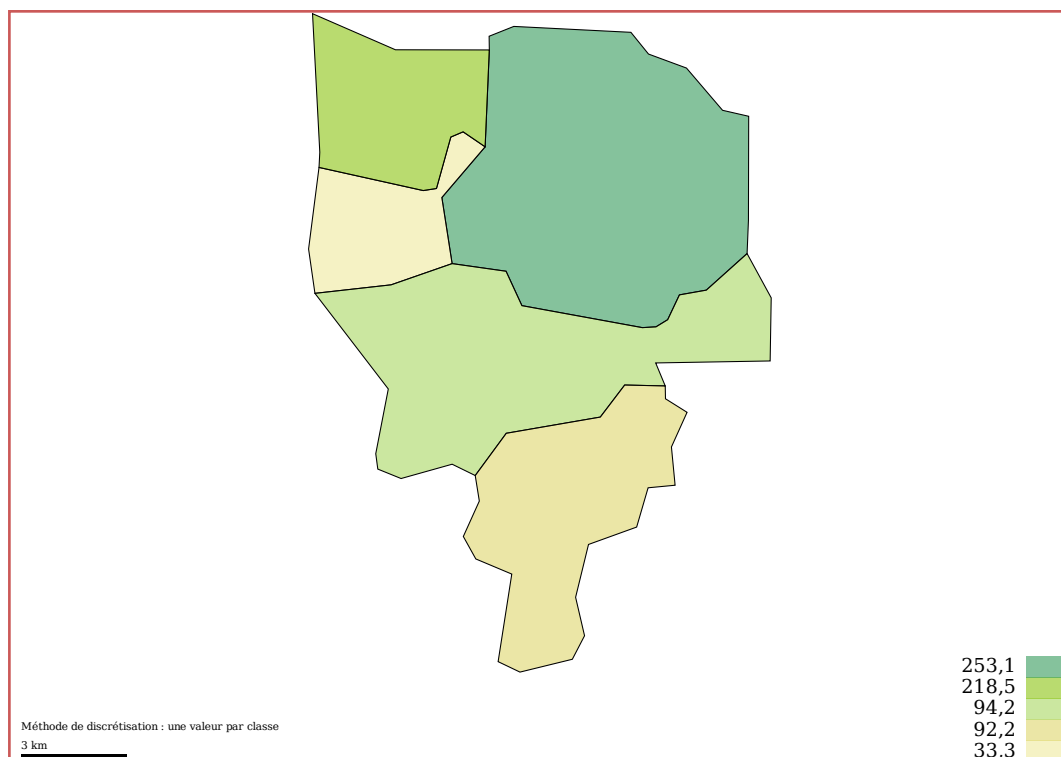 253,1
218,5
94,2
92,2
33,3
Méthode de discrétisation : une valeur par classe
3 km